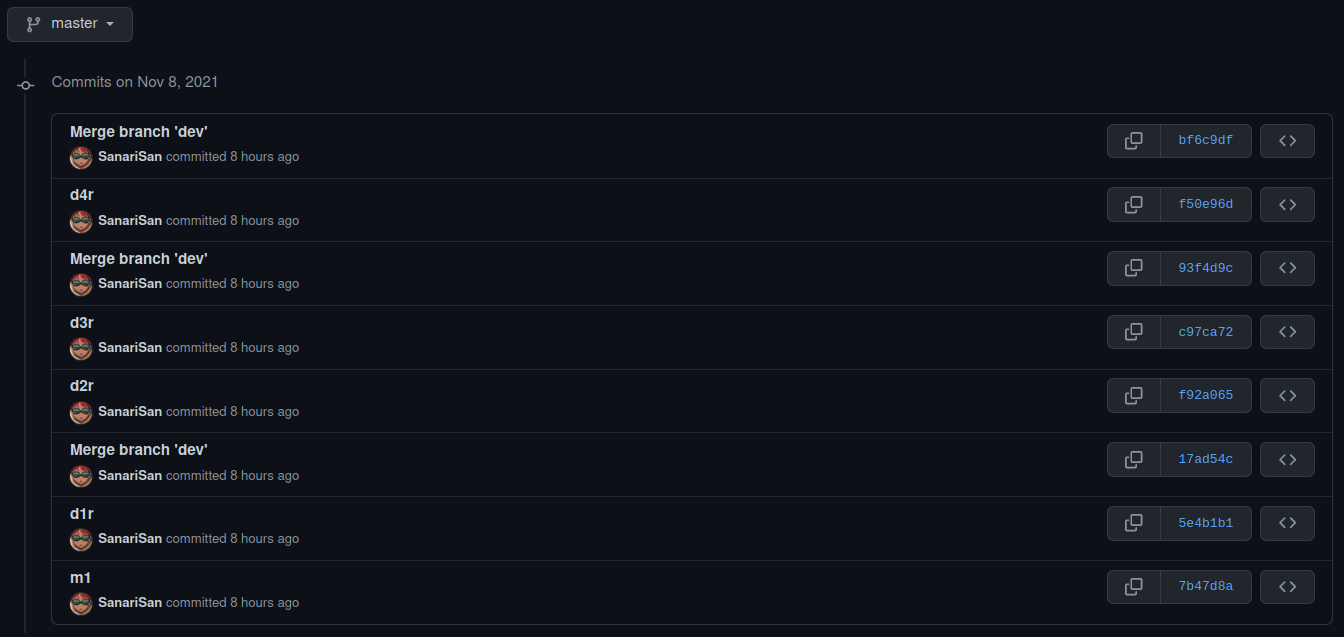 master
Commits on Nov 8, 2021
Merge branch 'dev'
SanariSan committed 8 hours ago
bf6c9df
d4r
SanariSan committed 8 hours ago
f50e96d
Merge branch 'dev'
SanariSan committed 8 hours ago
93f4d9c
d3r
SanariSan committed 8 hours ago
c97ca72
d2r
SanariSan committed 8 hours ago
f92a065
Merge branch 'dev'
SanariSan committed 8 hours ago
17ad54c
d1r
SanariSan committed 8 hours ago
5e4b1b1
m1
SanariSan committed 8 hours ago
7b47d8a